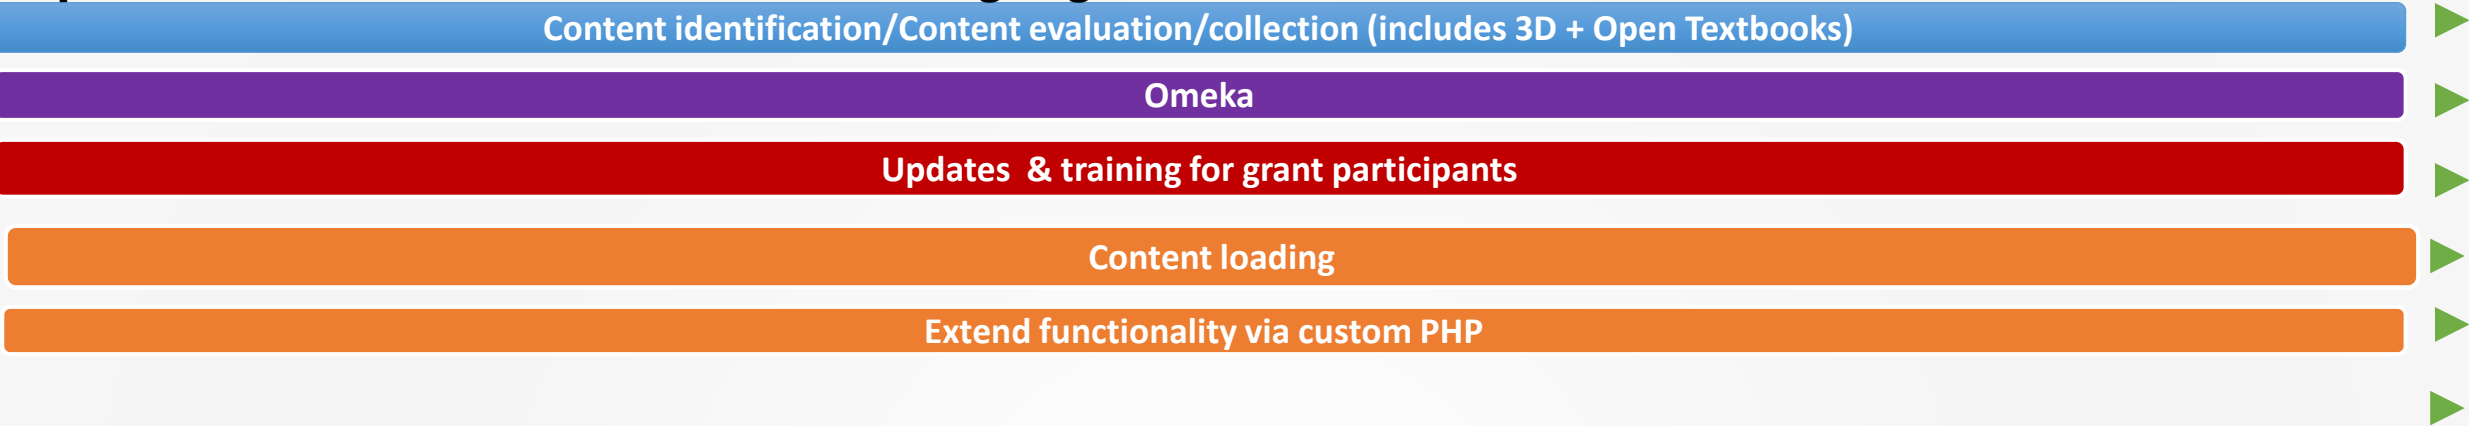 Content identification/Content evaluation/collection (includes 3D + Open Textbooks)
Omeka
Updates  & training for grant participants
Content loading
Extend functionality via custom PHP